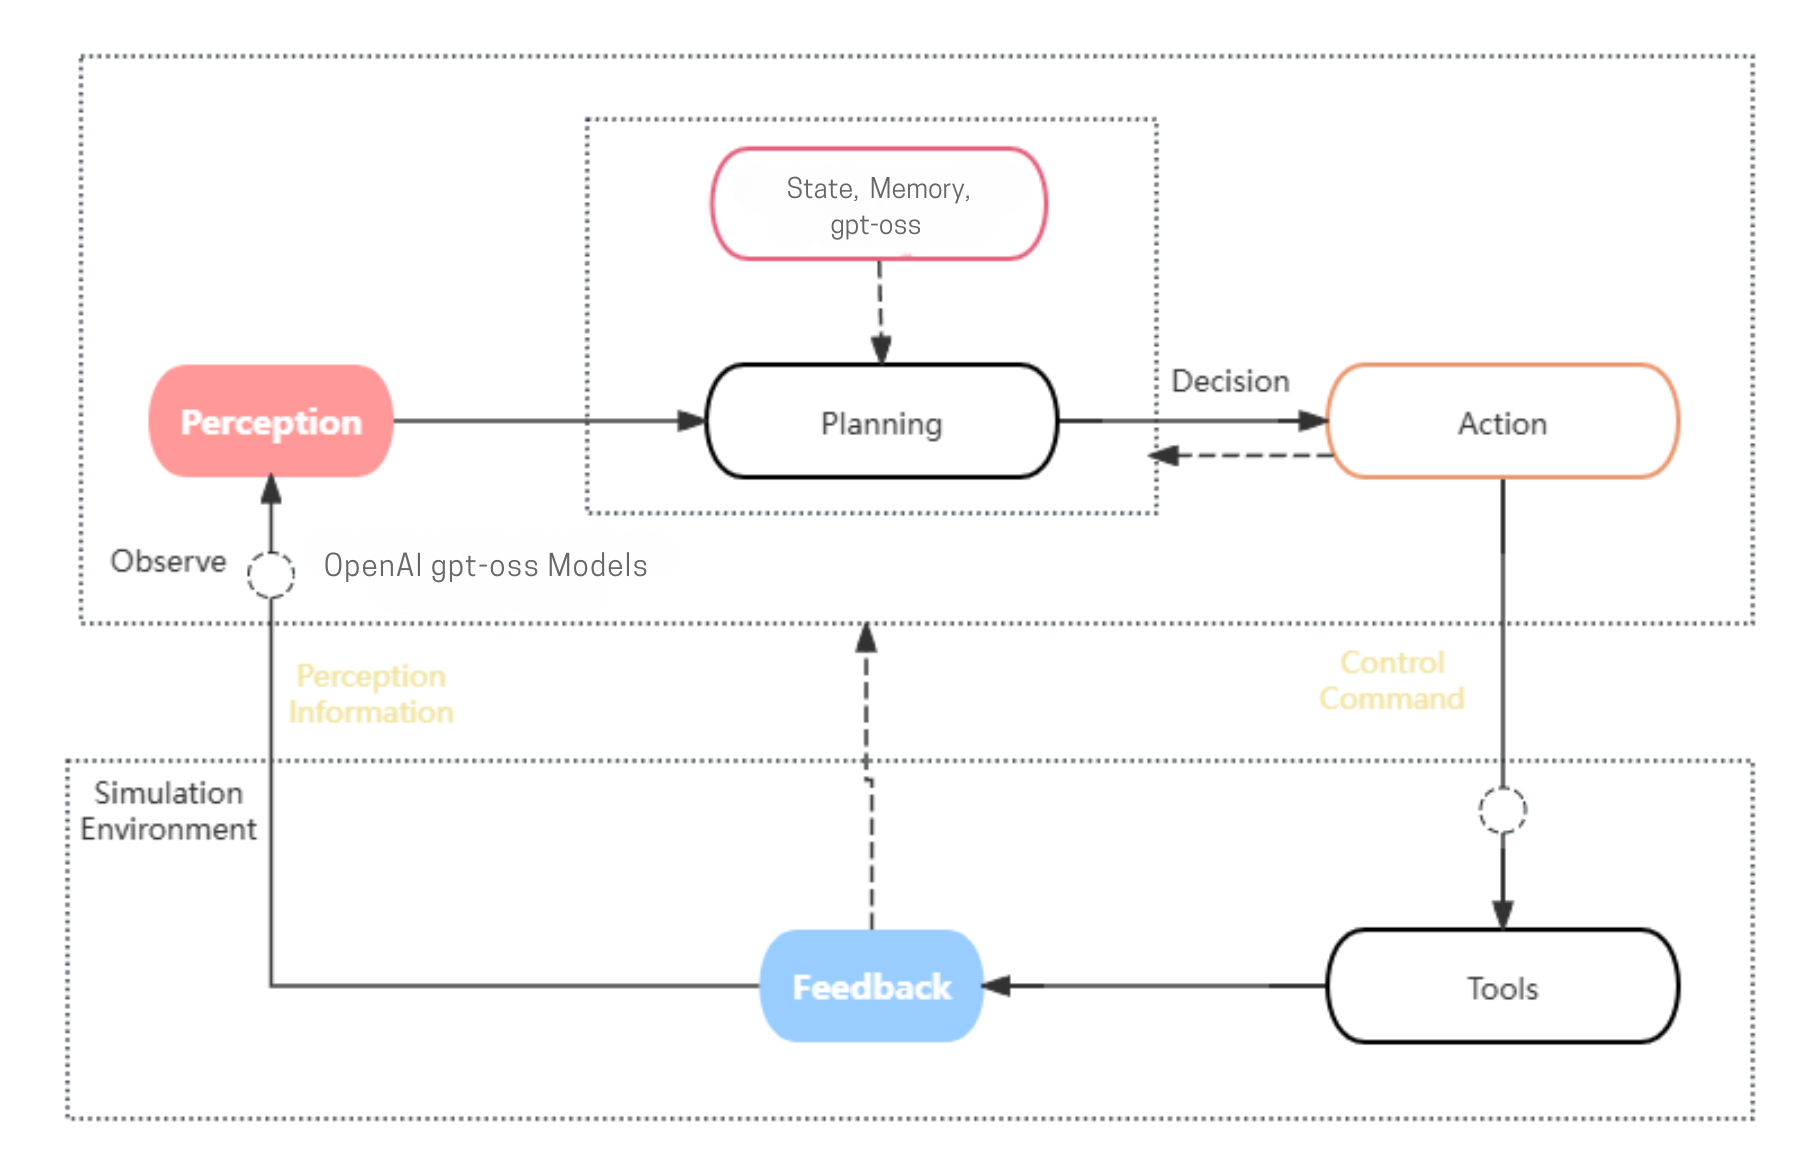 State, Memory,
gpt-oss
Perception
Planning
Decision
Action
Observe
OpenAI gpt-oss Models
Perception
Information
Control
Command
Simulation
Environment
Feedback
Tools